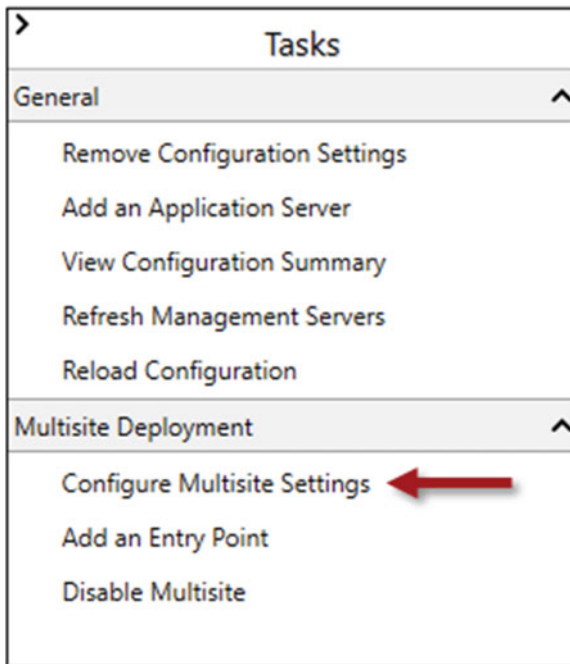 Tasks
General
Remove Configuration Settings
Add an Application Server
View Configuration Summary
Refresh Management Servers
Reload Configuration
Multisite Deployment
Configure Multisite Settings
Add an Entry Point
Disable Multisite